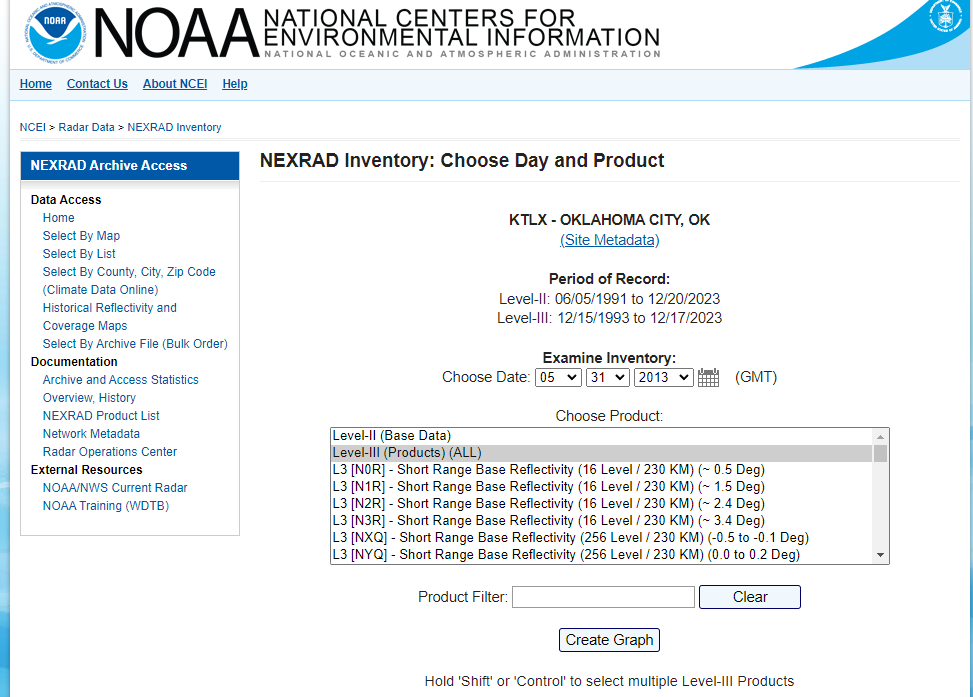 NOAA
NATIONAL CENTERS FOR
ENVIRONMENTAL INFORMATION
NATIONAL OCEANIC AND ATMOSPHERIC ADMINISTRATION
Home Contact Us About NCEI Help
NCEI > Radar Data > NEXRAD Inventory
NEXRAD Archive Access
Data Access
Home
Select By Map
Select By List
Select By County, City, Zip Code
(Climate Data Online)
Historical Reflectivity and
Coverage Maps
Select By Archive File (Bulk Order)
Documentation
Archive and Access Statistics
Overview, History
NEXRAD Product List
Network Metadata
Radar Operations Center
External Resources
NOAA/NWS Current Radar
NOAA Training (WDTB)
NEXRAD Inventory: Choose Day and Product
KTLX - OKLAHOMA CITY, OK
(Site Metadata)
Period of Record:
Level-II: 06/05/1991 to 12/20/2023
Level-III: 12/15/1993 to 12/17/2023
Examine Inventory:
Choose Date: 05 31 2013 (GMT)
Choose Product:
Level-II (Base Data)
Level-III (Products) (ALL)
L3 [N0R] - Short Range Base Reflectivity (16 Level / 230 KM) (~ 0.5 Deg)
L3 [N1R] - Short Range Base Reflectivity (16 Level / 230 KM) (~ 1.5 Deg)
L3 [N2R] - Short Range Base Reflectivity (16 Level / 230 KM) (~ 2.4 Deg)
L3 [N3R] - Short Range Base Reflectivity (16 Level / 230 KM) (~ 3.4 Deg)
L3 [NXQ] - Short Range Base Reflectivity (256 Level / 230 KM) (-0.5 to -0.1 Deg)
L3 [NYQ] - Short Range Base Reflectivity (256 Level / 230 KM) (0.0 to 0.2 Deg)
Product Filter: Clear
Create Graph
Hold 'Shift' or 'Control' to select multiple Level-III Products